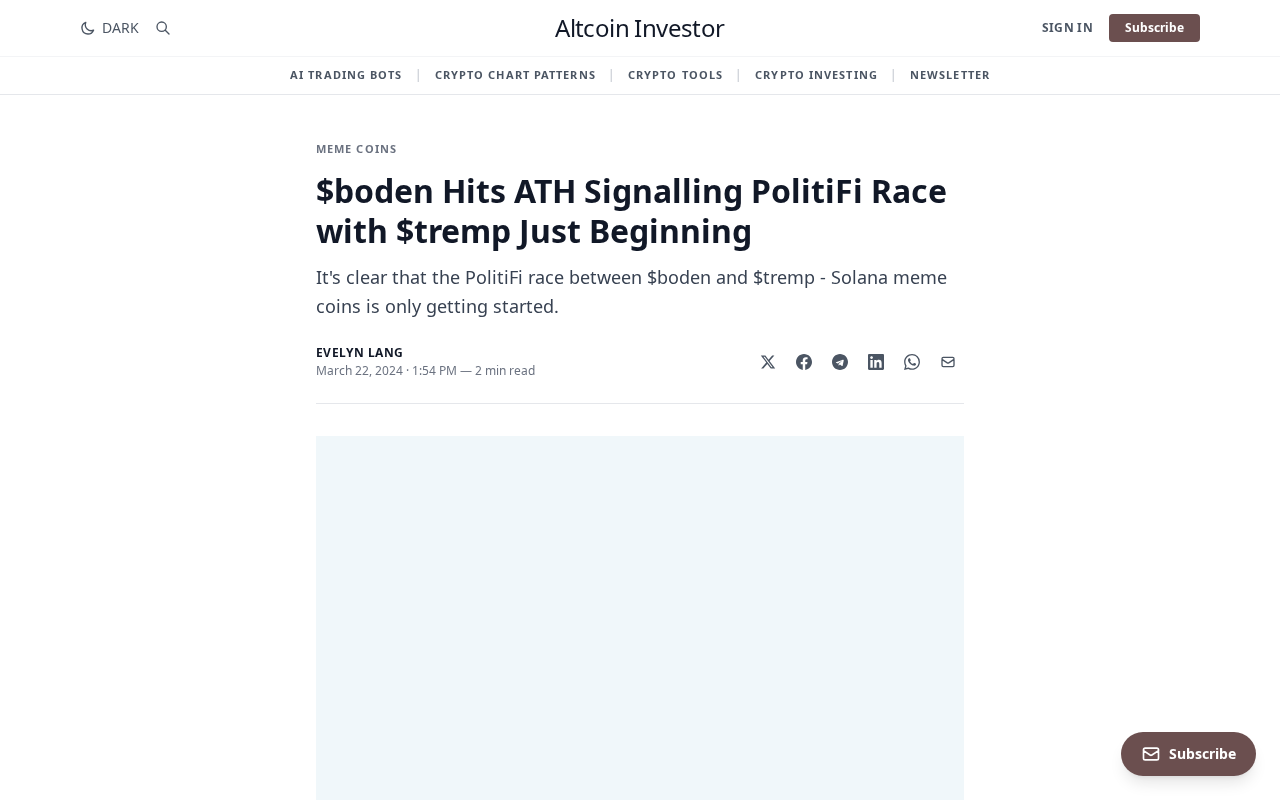 DARK
Altcoin Investor
SIGN IN
Subscribe
AI TRADING BOTS | CRYPTO CHART PATTERNS | CRYPTO TOOLS | CRYPTO INVESTING | NEWSLETTER
MEME COINS
$boden Hits ATH Signalling PolitiFi Race
with $tremp Just Beginning
It's clear that the PolitiFi race between $boden and $tremp - Solana meme
coins is only getting started.
EVELYN LANG
March 22, 2024 · 1:54 PM — 2 min read
Subscribe